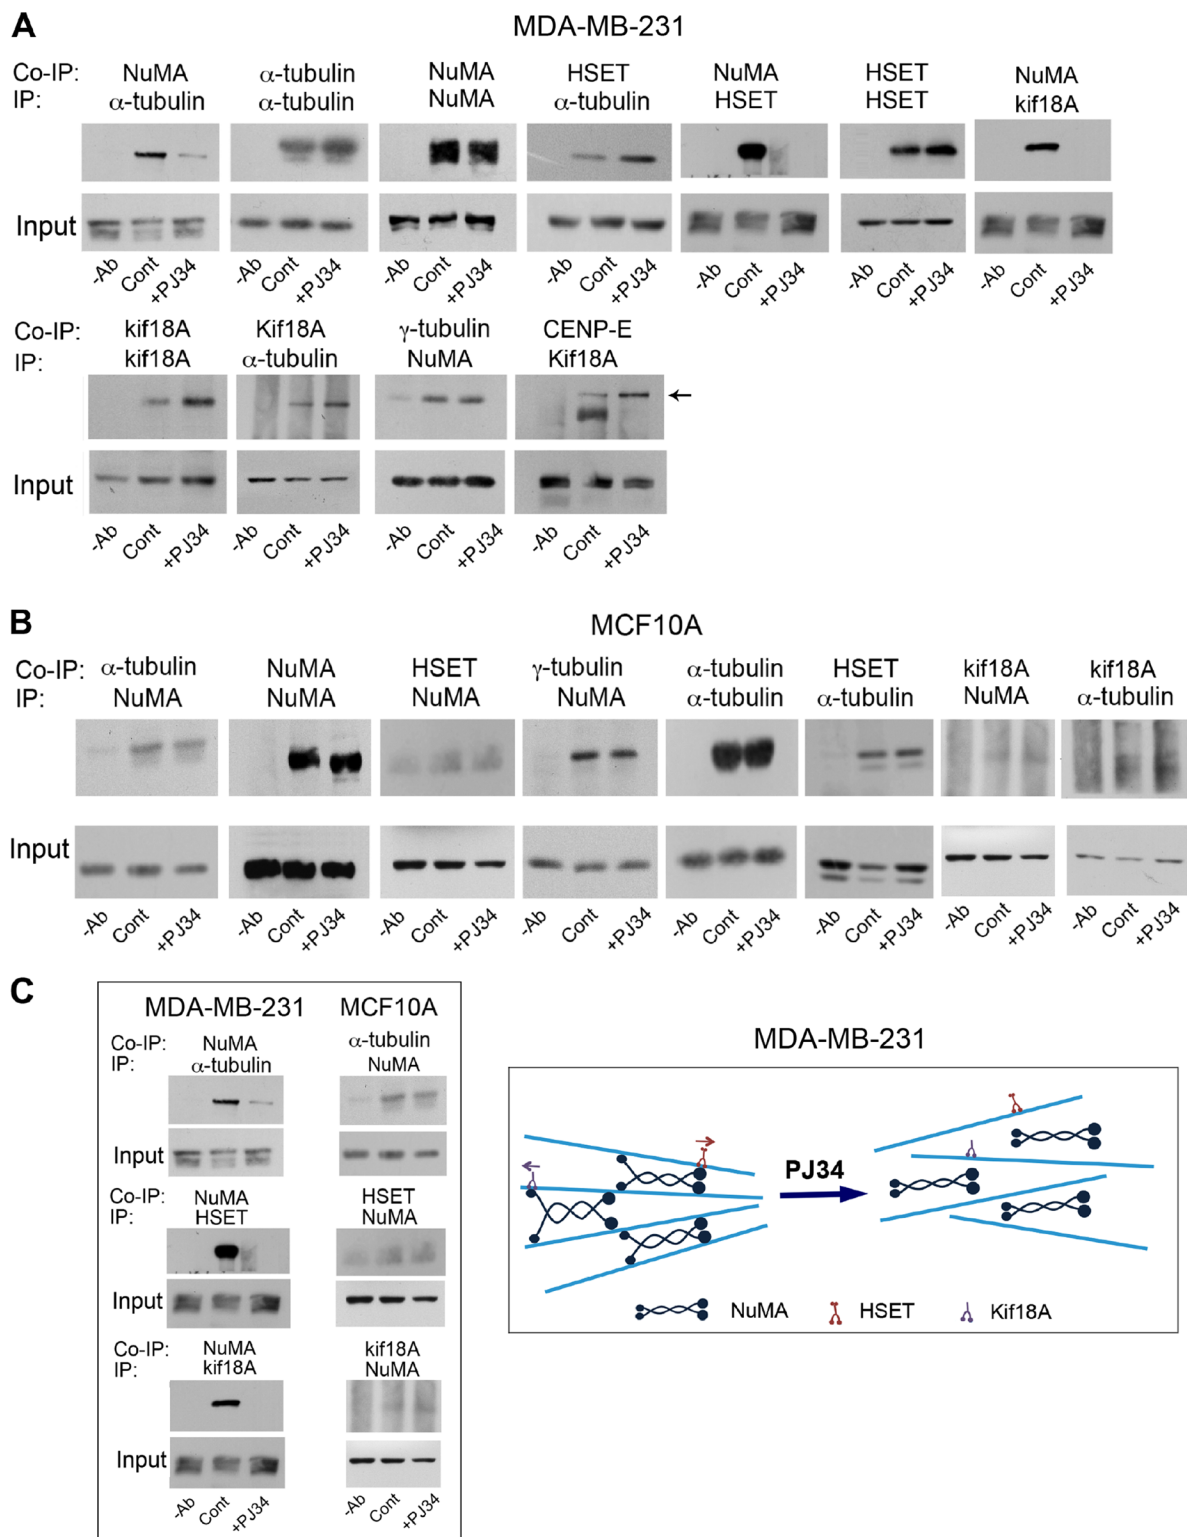 A
MDA-MB-231
Co-IP: NuMA α-tubulin NuMA HSET NuMA HSET NuMA
IP: α-tubulin α-tubulin NuMA α-tubulin HSET HSET kif18A
Input
-Ab Cont +PJ34 -Ab Cont +PJ34 -Ab Cont +PJ34 -Ab Cont +PJ34 -Ab Cont +PJ34 -Ab Cont +PJ34 -Ab Cont +PJ34
Co-IP: kif18A Kif18A γ-tubulin CENP-E
IP: kif18A α-tubulin NuMA Kif18A
Input
-Ab Cont +PJ34 -Ab Cont +PJ34 -Ab Cont +PJ34 -Ab Cont +PJ34
B
MCF10A
Co-IP: α-tubulin NuMA HSET γ-tubulin α-tubulin HSET kif18A kif18A
IP: NuMA NuMA NuMA NuMA α-tubulin α-tubulin NuMA α-tubulin
Input
-Ab Cont +PJ34 -Ab Cont +PJ34 -Ab Cont +PJ34 -Ab Cont +PJ34 -Ab Cont +PJ34 -Ab Cont +PJ34 -Ab Cont +PJ34 -Ab Cont +PJ34
C
MDA-MB-231 MCF10A
Co-IP: NuMA α-tubulin
IP: α-tubulin NuMA
Input
Co-IP: NuMA HSET
IP: HSET NuMA
Input
Co-IP: NuMA kif18A
IP: kif18A NuMA
Input
-Ab Cont +PJ34 -Ab Cont +PJ34
MDA-MB-231
PJ34
NuMA HSET Kif18A